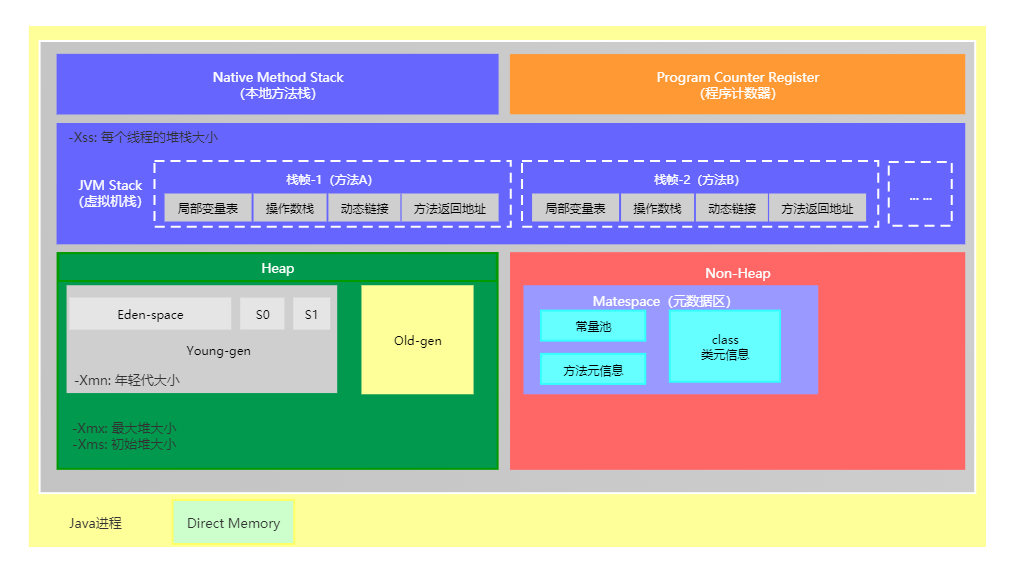 Native Method Stack
(本地方法栈)
Program Counter Register
(程序计数器)
-Xss: 每个线程的堆栈大小
JVM Stack
(虚拟机栈)
栈帧-1 (方法A)
局部变量表
操作数栈
动态链接
方法返回地址
栈帧-2 (方法B)
局部变量表
操作数栈
动态链接
方法返回地址
... ...
Heap
Eden-space
S0
S1
Young-gen
-Xmn: 年轻代大小
Old-gen
-Xmx: 最大堆大小
-Xms: 初始堆大小
Non-Heap
Matespace (元数据区)
常量池
方法元信息
class
类元信息
Java进程
Direct Memory